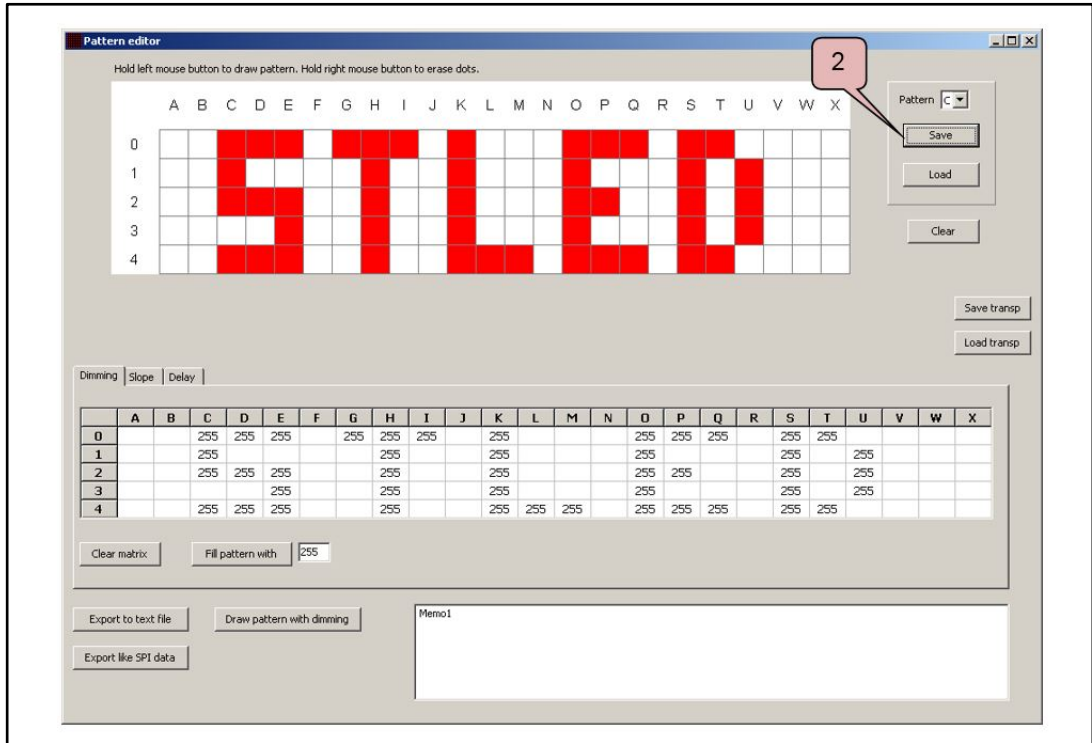 Pattern editor
2
Hold left mouse button to draw pattern. Hold right mouse button to erase dots.
A B C D E F G H I J K L M N O P Q R S T U V W X
Pattern C
0
Save
1
STLED
2
Load
3
Clear
4
Save transp
Load transp
Dimming Slope Delay
A B C D E F G H I J K L M N O P Q R S T U V W X
0 255 255 255 255 255 255 255 255 255 255 255 255
1 255 255 255 255 255 255
2 255 255 255 255 255 255 255 255 255
3 255 255 255 255 255 255
4 255 255 255 255 255 255 255 255 255 255 255 255
Clear matrix Fill pattern with 255
Export to text file Draw pattern with dimming Memo1
Export like SPI data